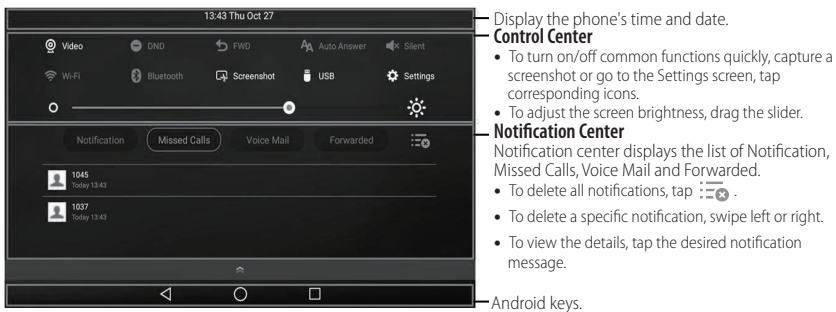 13:43 Thu Oct 27
Video DND FWD Auto Answer Silent
Wi-Fi Bluetooth Screenshot USB Settings
Notification Missed Calls Voice Mail Forwarded
1045
Today 13:43
1037
Today 13:43
Display the phone's time and date.
Control Center
• To turn on/off common functions quickly, capture a
screenshot or go to the Settings screen, tap
corresponding icons.
• To adjust the screen brightness, drag the slider.
Notification Center
Notification center displays the list of Notification,
Missed Calls, Voice Mail and Forwarded.
• To delete all notifications, tap .
• To delete a specific notification, swipe left or right.
• To view the details, tap the desired notification
message.
Android keys.